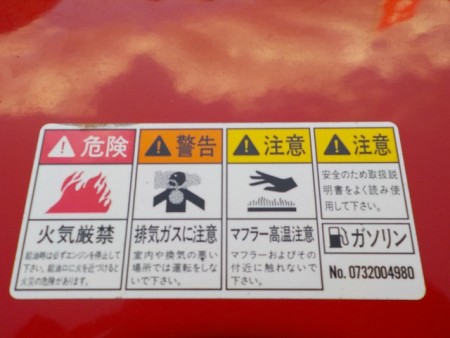 危険
火気厳禁
給油時は必ずエンジンを停止して
下さい。給油口に火を近づけると
火災の危険があります。
警告
排気ガスに注意
室内や換気の悪い
場所では運転をしな
いで下さい。
注意
マフラー高温注意
マフラーおよびその
付近に触れないで
下さい。
注意
安全のため取扱説
明書をよく読み使
用して下さい。
ガソリン
No. 0732004980